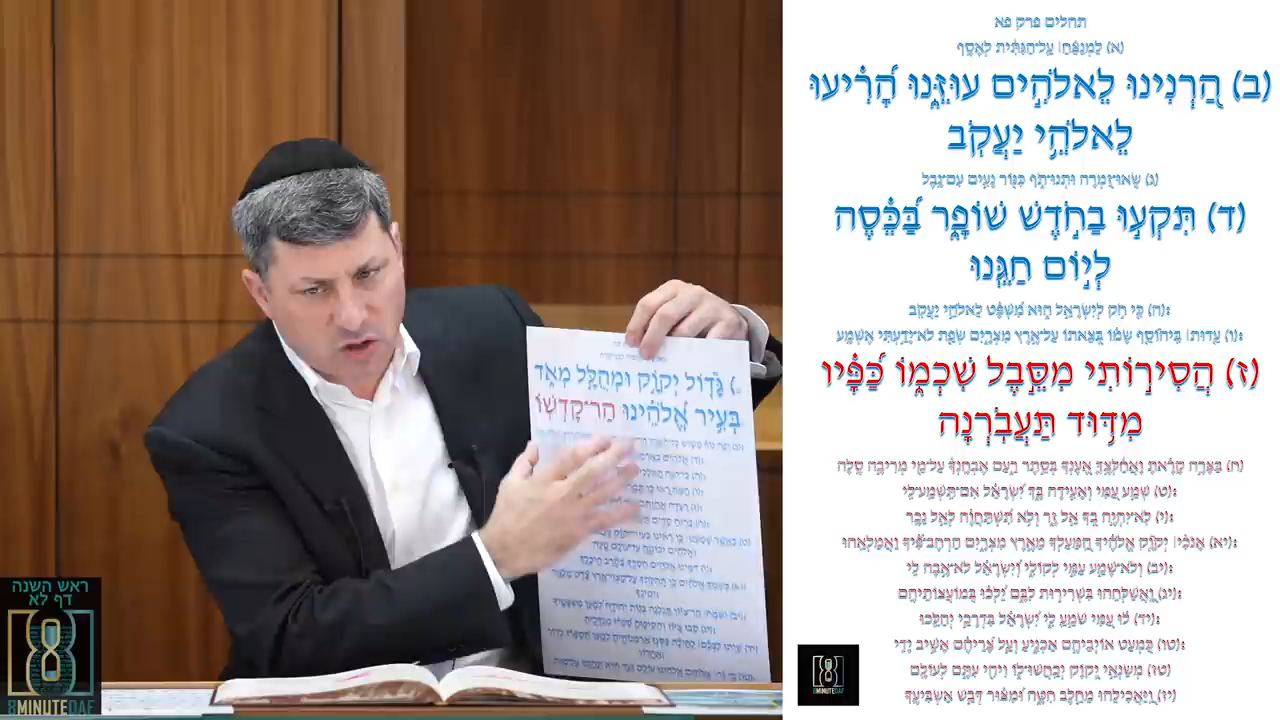 תהלים פרק פא
(א) לַמְנַצֵּחַ׀ עַל־הַגִּתִּית לְאָסָף
(ב) הַרְנִינוּ לֵאלֹהִים עוּזֵּנוּ הָרִיעוּ
לֵאלֹהֵי יַעֲקֹב
(ג) שְׂאוּ־זִמְרָה וּתְנוּ־תֹף כִּנּוֹר נָעִים עִם־נָבֶל
(ד) תִּקְעוּ בַחֹדֶשׁ שׁוֹפָר בַּכֵּסֶה
לְיוֹם חַגֵּנוּ
(ה) כִּי חֹק לְיִשְׂרָאֵל הוּא מִשְׁפָּט לֵאלֹהֵי יַעֲקֹב:
(ו) עֵדוּת׀ בִּיהוֹסֵף שָׂמוֹ בְּצֵאתוֹ עַל־אֶרֶץ מִצְרָיִם שְׂפַת לֹא־יָדַעְתִּי אֶשְׁמָע:
(ז) הֲסִירוֹתִי מִסֵּבֶל שִׁכְמוֹ כַּפָּיו
מִדּוּד תַּעֲבֹרְנָה
(ח) בַּצָּרָה קָרָאתָ וָאֲחַלְּצֶךָּ אֶעֶנְךָ בְּסֵתֶר רַעַם אֶבְחָנְךָ עַל־מֵי מְרִיבָה סֶלָה
(ט) שְׁמַע עַמִּי וְאָעִידָה בָּךְ יִשְׂרָאֵל אִם־תִּשְׁמַע־לִי:
(י) לֹא־יִהְיֶה בְךָ אֵל זָר וְלֹא תִשְׁתַּחֲוֶה לְאֵל נֵכָר:
(יא) אָנֹכִי׀ יְקֹוָק אֱלֹהֶיךָ הַמַּעַלְךָ מֵאֶרֶץ מִצְרָיִם הַרְחֶב־פִּיךָ וַאֲמַלְאֵהוּ:
(יב) וְלֹא־שָׁמַע עַמִּי לְקוֹלִי וְיִשְׂרָאֵל לֹא־אָבָה לִי:
(יג) וָאֲשַׁלְּחֵהוּ בִּשְׁרִירוּת לִבָּם יֵלְכוּ בְּמוֹעֲצוֹתֵיהֶם:
(יד) לוּ עַמִּי שֹׁמֵעַ לִי יִשְׂרָאֵל בִּדְרָכַי יְהַלֵּכוּ:
(טו) כִּמְעַט אוֹיְבֵיהֶם אַכְנִיעַ וְעַל צָרֵיהֶם אָשִׁיב יָדִי:
(טז) מְשַׂנְאֵי יְקֹוָק יְכַחֲשׁוּ־לוֹ וִיהִי עִתָּם לְעוֹלָם:
(יז) וַיַּאֲכִילֵהוּ מֵחֵלֶב חִטָּה וּמִצּוּר דְּבַשׁ אַשְׂבִּיעֶךָ:
גָּדוֹל יְקֹוָק וּמְהֻלָּל מְאֹד
בְּעִיר אֱלֹהֵינוּ הַר־קָדְשׁוֹ
ראש השנה
דף לא
8MINUTEDAF
8MINUTEDAF